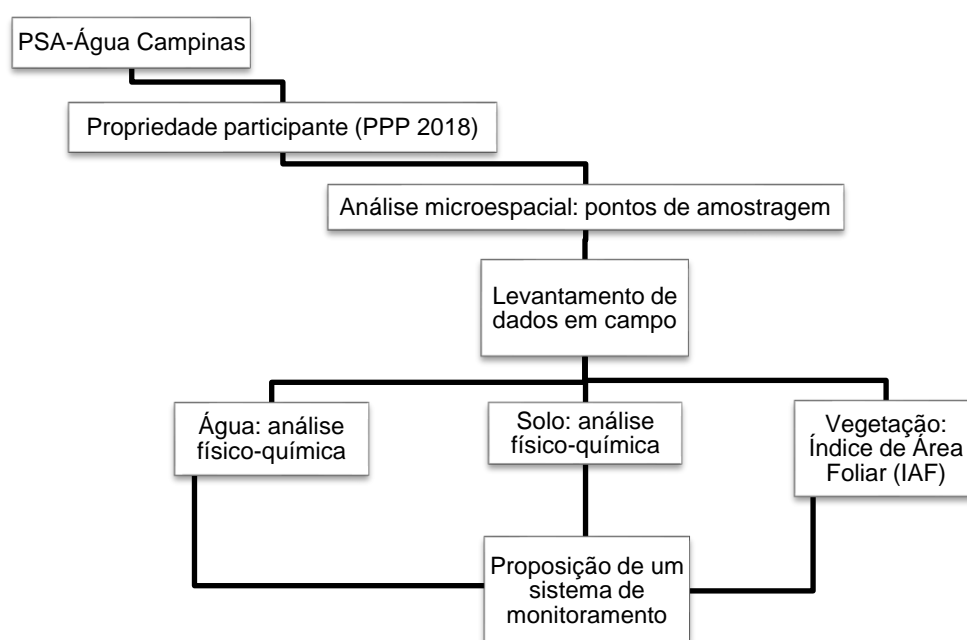 PSA-Água Campinas
Propriedade participante (PPP 2018)
Análise microespacial: pontos de amostragem
Levantamento de
dados em campo
Água: análise
físico-química
Solo: análise
físico-química
Vegetação:
Índice de Área
Foliar (IAF)
Proposição de um
sistema de
monitoramento